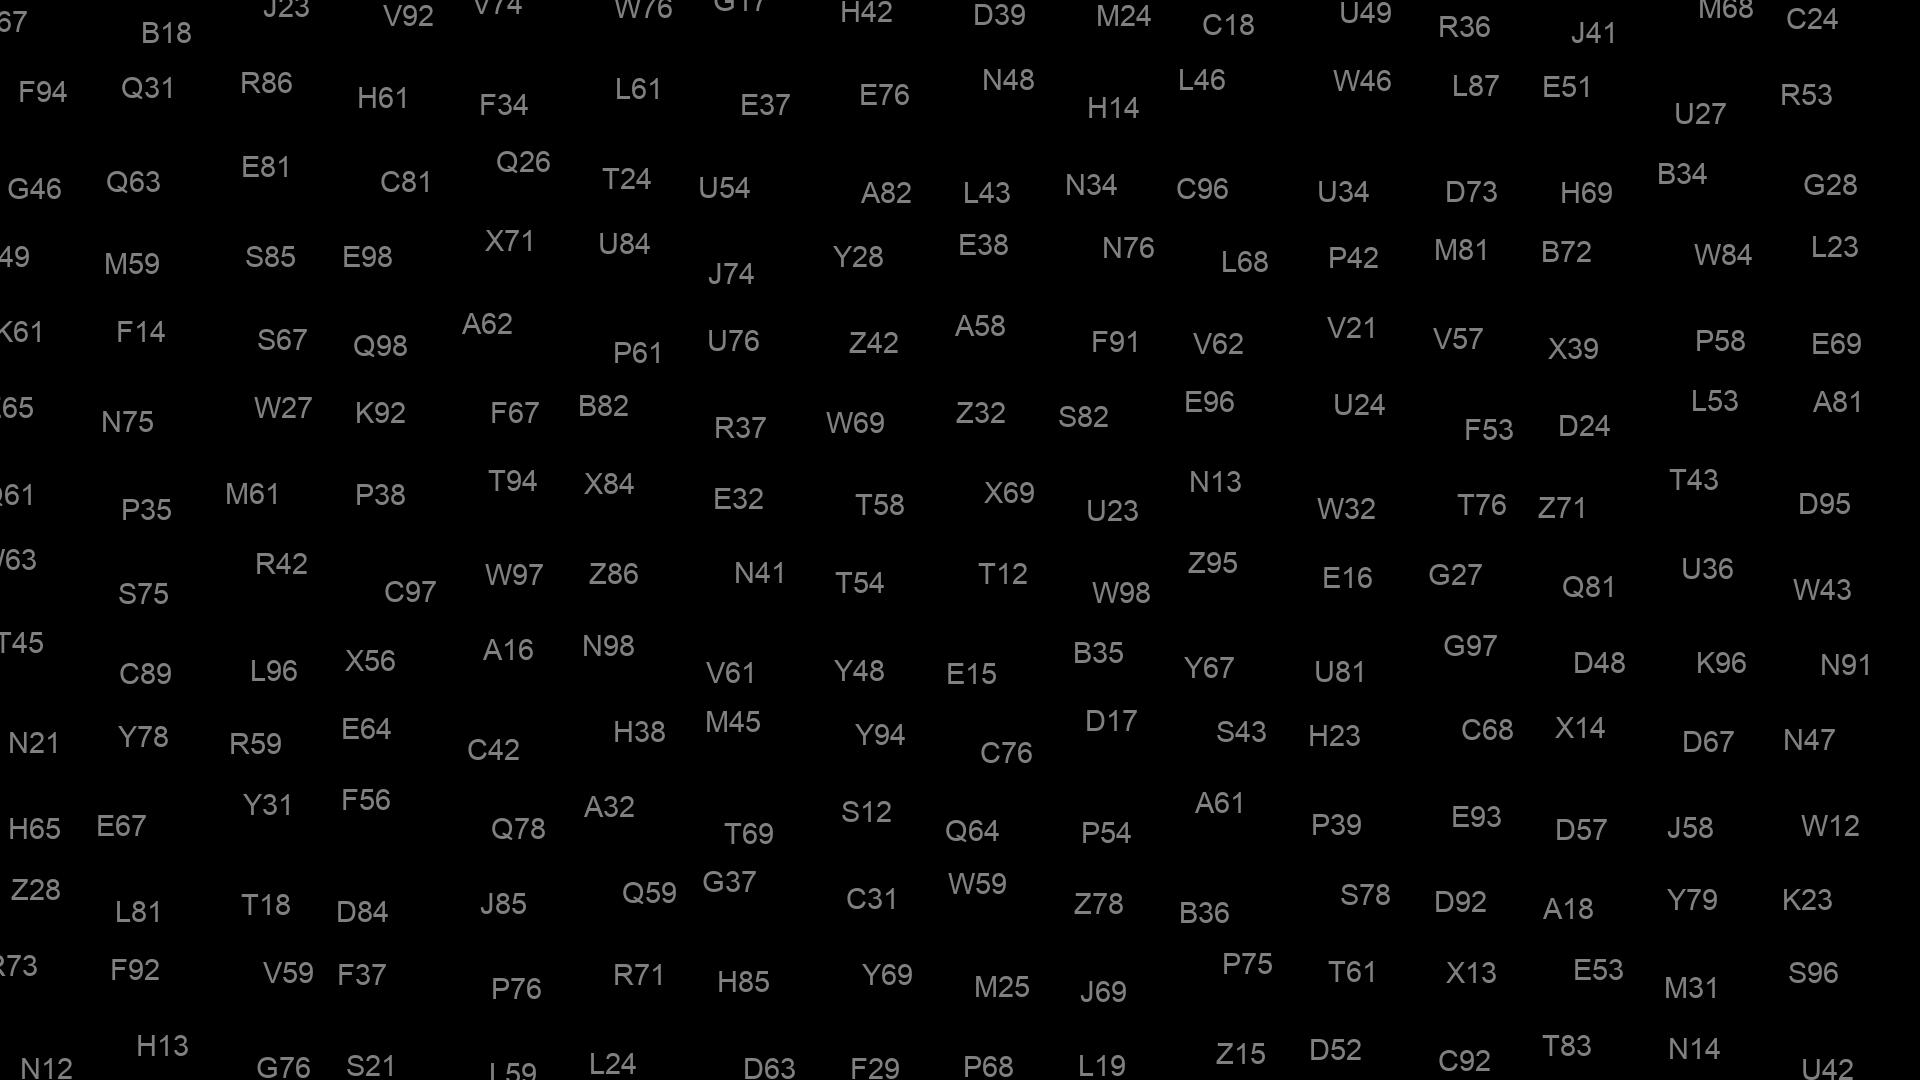 67 B18 J23 V92 V74 W76 G17 H42 D39 M24 C18 U49 R36 J41 M68 C24
F94 Q31 R86 H61 F34 L61 E37 E76 N48 H14 L46 W46 L87 E51 U27 R53
G46 Q63 E81 C81 Q26 T24 U54 A82 L43 N34 C96 U34 D73 H69 B34 G28
49 M59 S85 E98 X71 U84 J74 Y28 E38 N76 L68 P42 M81 B72 W84 L23
K61 F14 S67 Q98 A62 P61 U76 Z42 A58 F91 V62 V21 V57 X39 P58 E69
65 N75 W27 K92 F67 B82 R37 W69 Z32 S82 E96 U24 F53 D24 L53 A81
61 P35 M61 P38 T94 X84 E32 T58 X69 U23 N13 W32 T76 Z71 T43 D95
63 S75 R42 C97 W97 Z86 N41 T54 T12 W98 Z95 E16 G27 Q81 U36 W43
T45 C89 L96 X56 A16 N98 V61 Y48 E15 B35 Y67 U81 G97 D48 K96 N91
N21 Y78 R59 E64 C42 H38 M45 Y94 C76 D17 S43 H23 C68 X14 D67 N47
H65 E67 Y31 F56 Q78 A32 T69 S12 Q64 P54 A61 P39 E93 D57 J58 W12
Z28 L81 T18 D84 J85 Q59 G37 C31 W59 Z78 B36 S78 D92 A18 Y79 K23
R73 F92 V59 F37 P76 R71 H85 Y69 M25 J69 P75 T61 X13 E53 M31 S96
N12 H13 G76 S21 L59 L24 D63 F29 P68 L19 Z15 D52 C92 T83 N14 U42